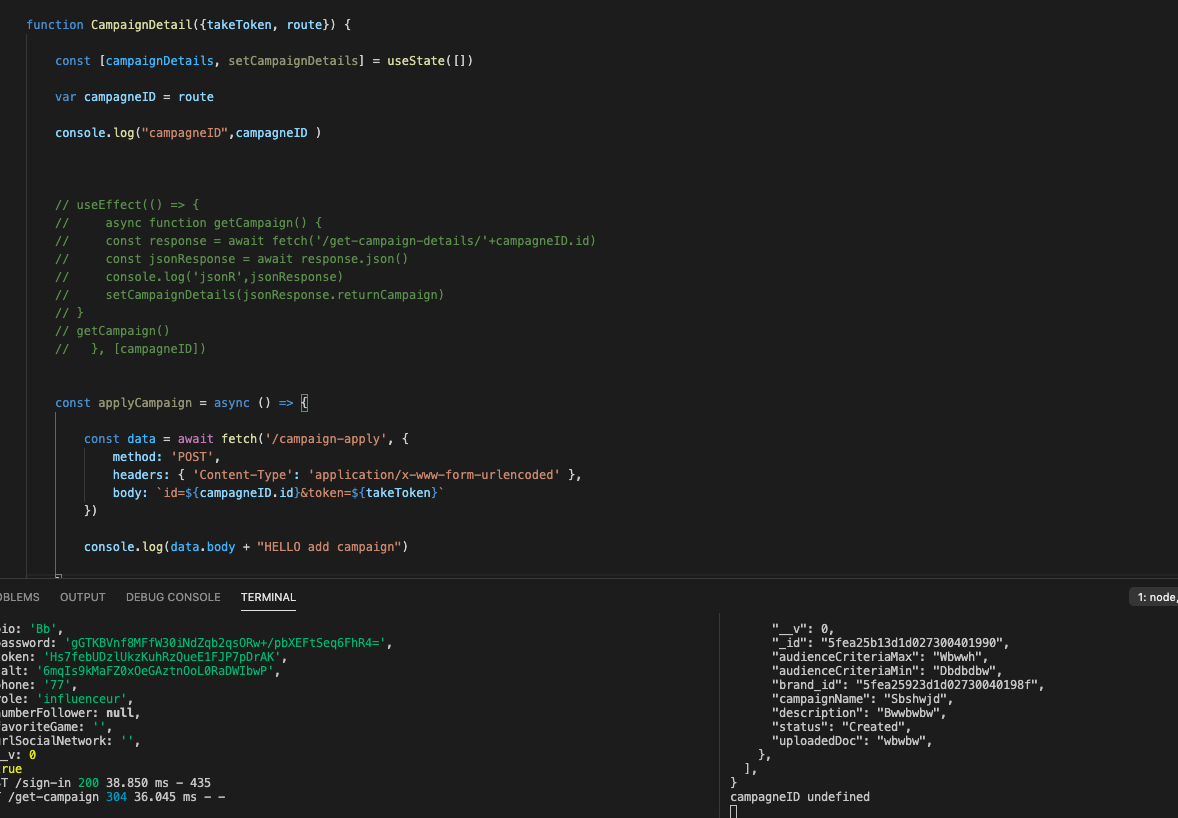 function CampaignDetail({takeToken, route}) {
const [campaignDetails, setCampaignDetails] = useState([])
var campagneID = route
console.log("campagneID",campagneID )
// useEffect(() => {
//     async function getCampaign() {
//     const response = await fetch('/get-campaign-details/'+campagneID.id)
//     const jsonResponse = await response.json()
//     console.log('jsonR',jsonResponse)
//     setCampaignDetails(jsonResponse.returnCampaign)
// }
// getCampaign()
//   }, [campagneID])
const applyCampaign = async () => {
const data = await fetch('/campaign-apply', {
method: 'POST',
headers: { 'Content-Type': 'application/x-www-form-urlencoded' },
body: `id=${campagneID.id}&token=${takeToken}`
})
console.log(data.body + "HELLO add campaign")
}
OBLEMS OUTPUT DEBUG CONSOLE TERMINAL 1: node,
io: 'Bb',
assword: 'gGTKBVnf8MFfW30iNdZqb2qsORw+/pbXEFtSeq6FhR4=',
oken: 'Hs7febUDzlUkzKuhRzQueE1FJP7pDrAK',
alt: '6mqIs9kMaFZ0xOeGAztnOoL0RaDWIbwP',
hone: '77',
role: 'influenceur',
numberFollower: null,
favoriteGame: '',
urlSocialNetwork: '',
__v: 0
rue
T /sign-in 200 38.850 ms - 435
/get-campaign 304 36.045 ms - -
"__v": 0,
"_id": "5fea25b13d1d027300401990",
"audienceCriteriaMax": "Wbwwh",
"audienceCriteriaMin": "Dbdbdbw",
"brand_id": "5fea25923d1d02730040198f",
"campaignName": "Sbshwjd",
"description": "Bwwbwbw",
"status": "Created",
"uploadedDoc": "wbwbw",
},
],
}
campagneID undefined